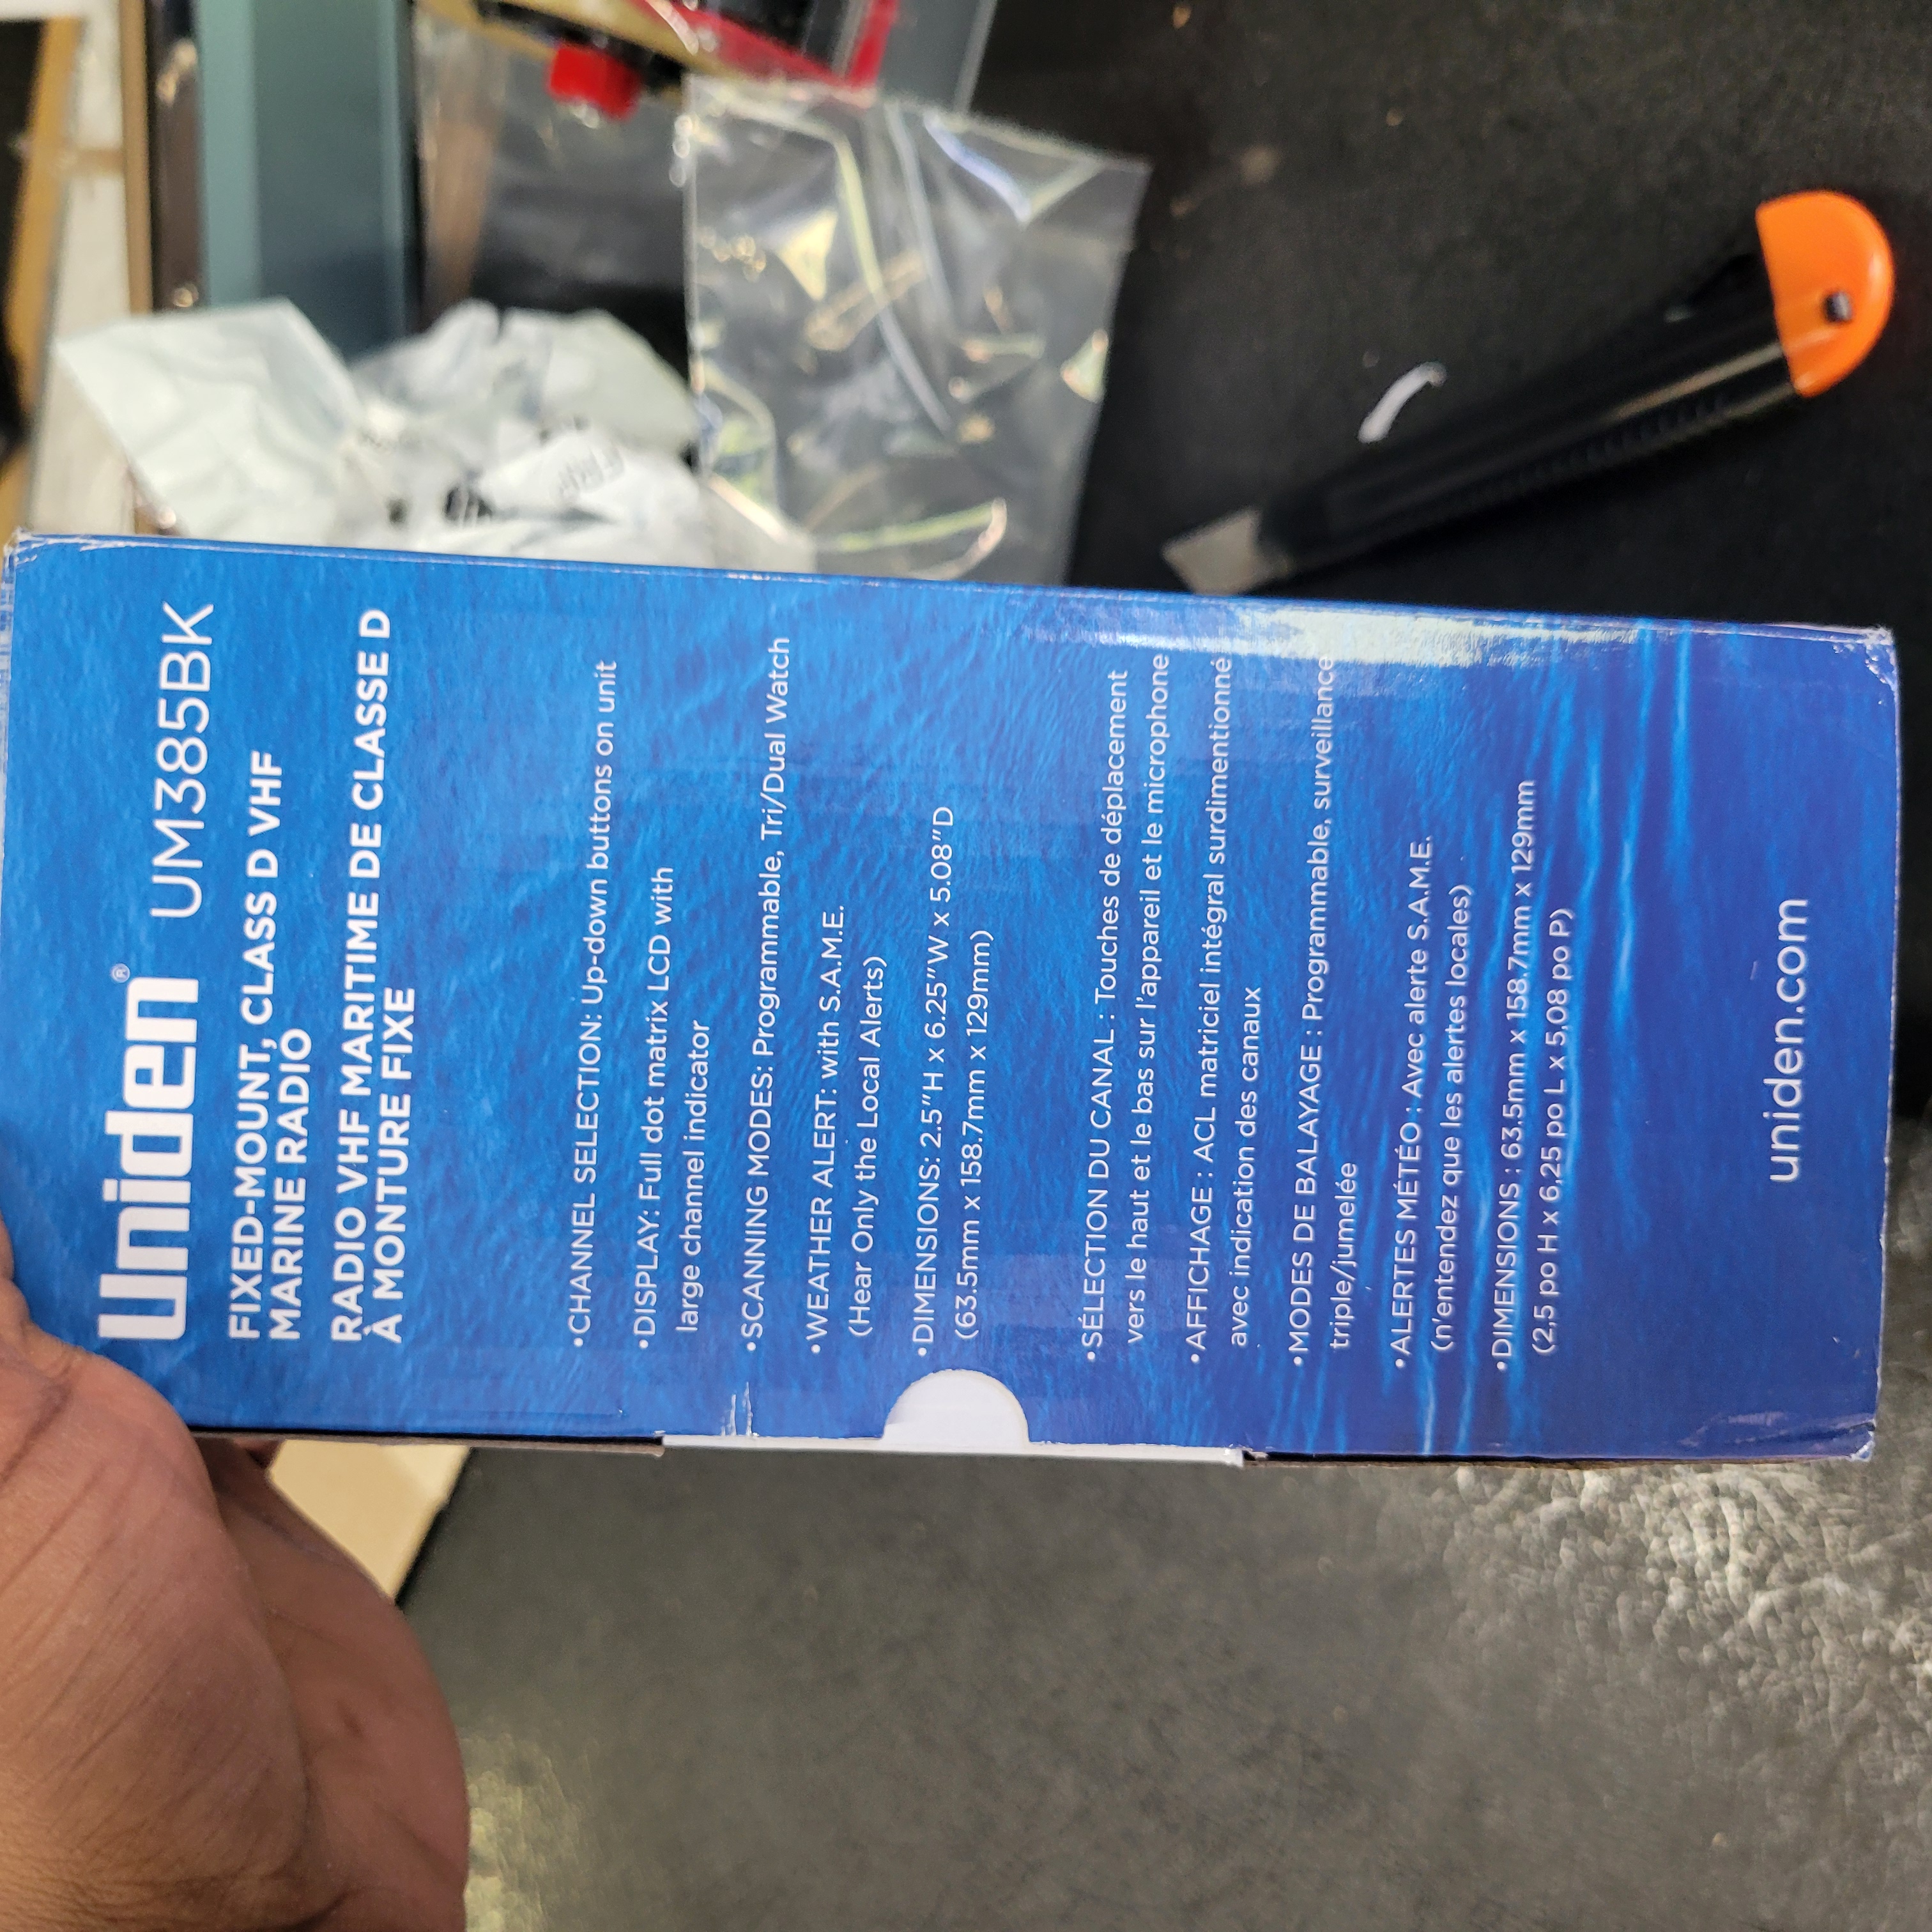 Uniden® UM385BK
FIXED-MOUNT, CLASS D VHF
MARINE RADIO
RADIO VHF MARITIME DE CLASSE D
À MONTURE FIXE
•CHANNEL SELECTION: Up-down buttons on unit
•DISPLAY: Full dot matrix LCD with
large channel indicator
•SCANNING MODES: Programmable, Tri/Dual Watch
•WEATHER ALERT: with S.A.M.E.
(Hear Only the Local Alerts)
•DIMENSIONS: 2.5"H x 6.25"W x 5.08"D
(63.5mm x 158.7mm x 129mm)
•SÉLECTION DU CANAL : Touches de déplacement
vers le haut et le bas sur l'appareil et le microphone
•AFFICHAGE : ACL matriciel intégral surdimentionné
avec indication des canaux
•MODES DE BALAYAGE : Programmable, surveillance
triple/jumelée
•ALERTES MÉTÉO : Avec alerte S.A.M.E.
(n'entendez que les alertes locales)
•DIMENSIONS : 63.5mm x 158.7mm x 129mm
(2,5 po H x 6,25 po L x 5,08 po P)
uniden.com